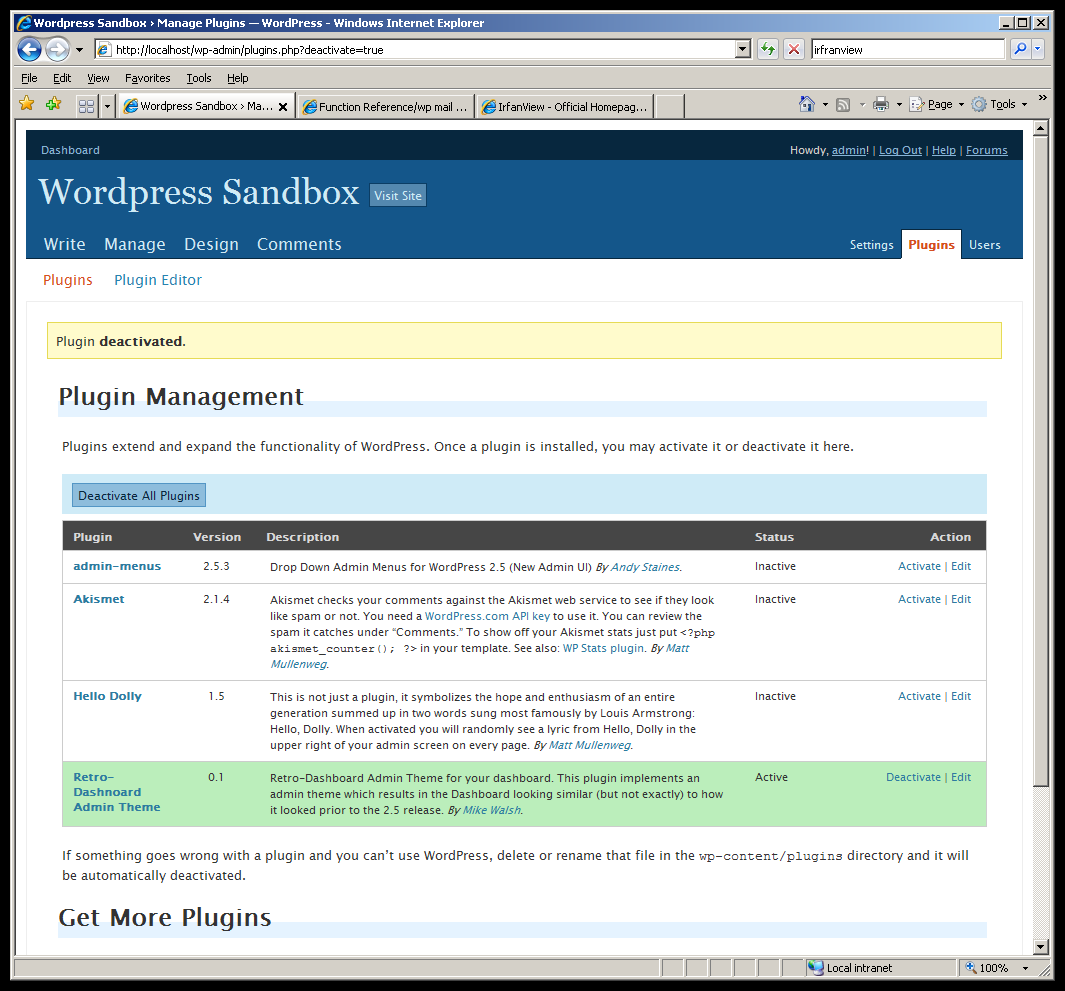 Wordpress Sandbox › Manage Plugins — WordPress - Windows Internet Explorer
http://localhost/wp-admin/plugins.php?deactivate=true
irfranview
File Edit View Favorites Tools Help
Wordpress Sandbox › Ma...
Function Reference/wp mail ...
IrfanView - Official Homepag...
Page
Tools
Dashboard
Howdy, admin! | Log Out | Help | Forums
Wordpress Sandbox
Visit Site
Write Manage Design Comments
Settings Plugins Users
Plugins Plugin Editor
Plugin deactivated.
Plugin Management
Plugins extend and expand the functionality of WordPress. Once a plugin is installed, you may activate it or deactivate it here.
Deactivate All Plugins
Plugin Version Description Status Action
admin-menus 2.5.3 Drop Down Admin Menus for WordPress 2.5 (New Admin UI) By Andy Staines. Inactive Activate | Edit
Akismet 2.1.4 Akismet checks your comments against the Akismet web service to see if they look Inactive Activate | Edit
like spam or not. You need a WordPress.com API key to use it. You can review the
spam it catches under “Comments.” To show off your Akismet stats just put <?php
akismet_counter(); ?> in your template. See also: WP Stats plugin. By Matt
Mullenweg.
Hello Dolly 1.5 This is not just a plugin, it symbolizes the hope and enthusiasm of an entire Inactive Activate | Edit
generation summed up in two words sung most famously by Louis Armstrong:
Hello, Dolly. When activated you will randomly see a lyric from Hello, Dolly in the
upper right of your admin screen on every page. By Matt Mullenweg.
Retro-
Dashnoard
Admin Theme
0.1
Retro-Dashboard Admin Theme for your dashboard. This plugin implements an
admin theme which results in the Dashboard looking similar (but not exactly) to how
it looked prior to the 2.5 release. By Mike Walsh.
Active
Deactivate | Edit
If something goes wrong with a plugin and you can’t use WordPress, delete or rename that file in the wp-content/plugins directory and it will
be automatically deactivated.
Get More Plugins
Local intranet
100%